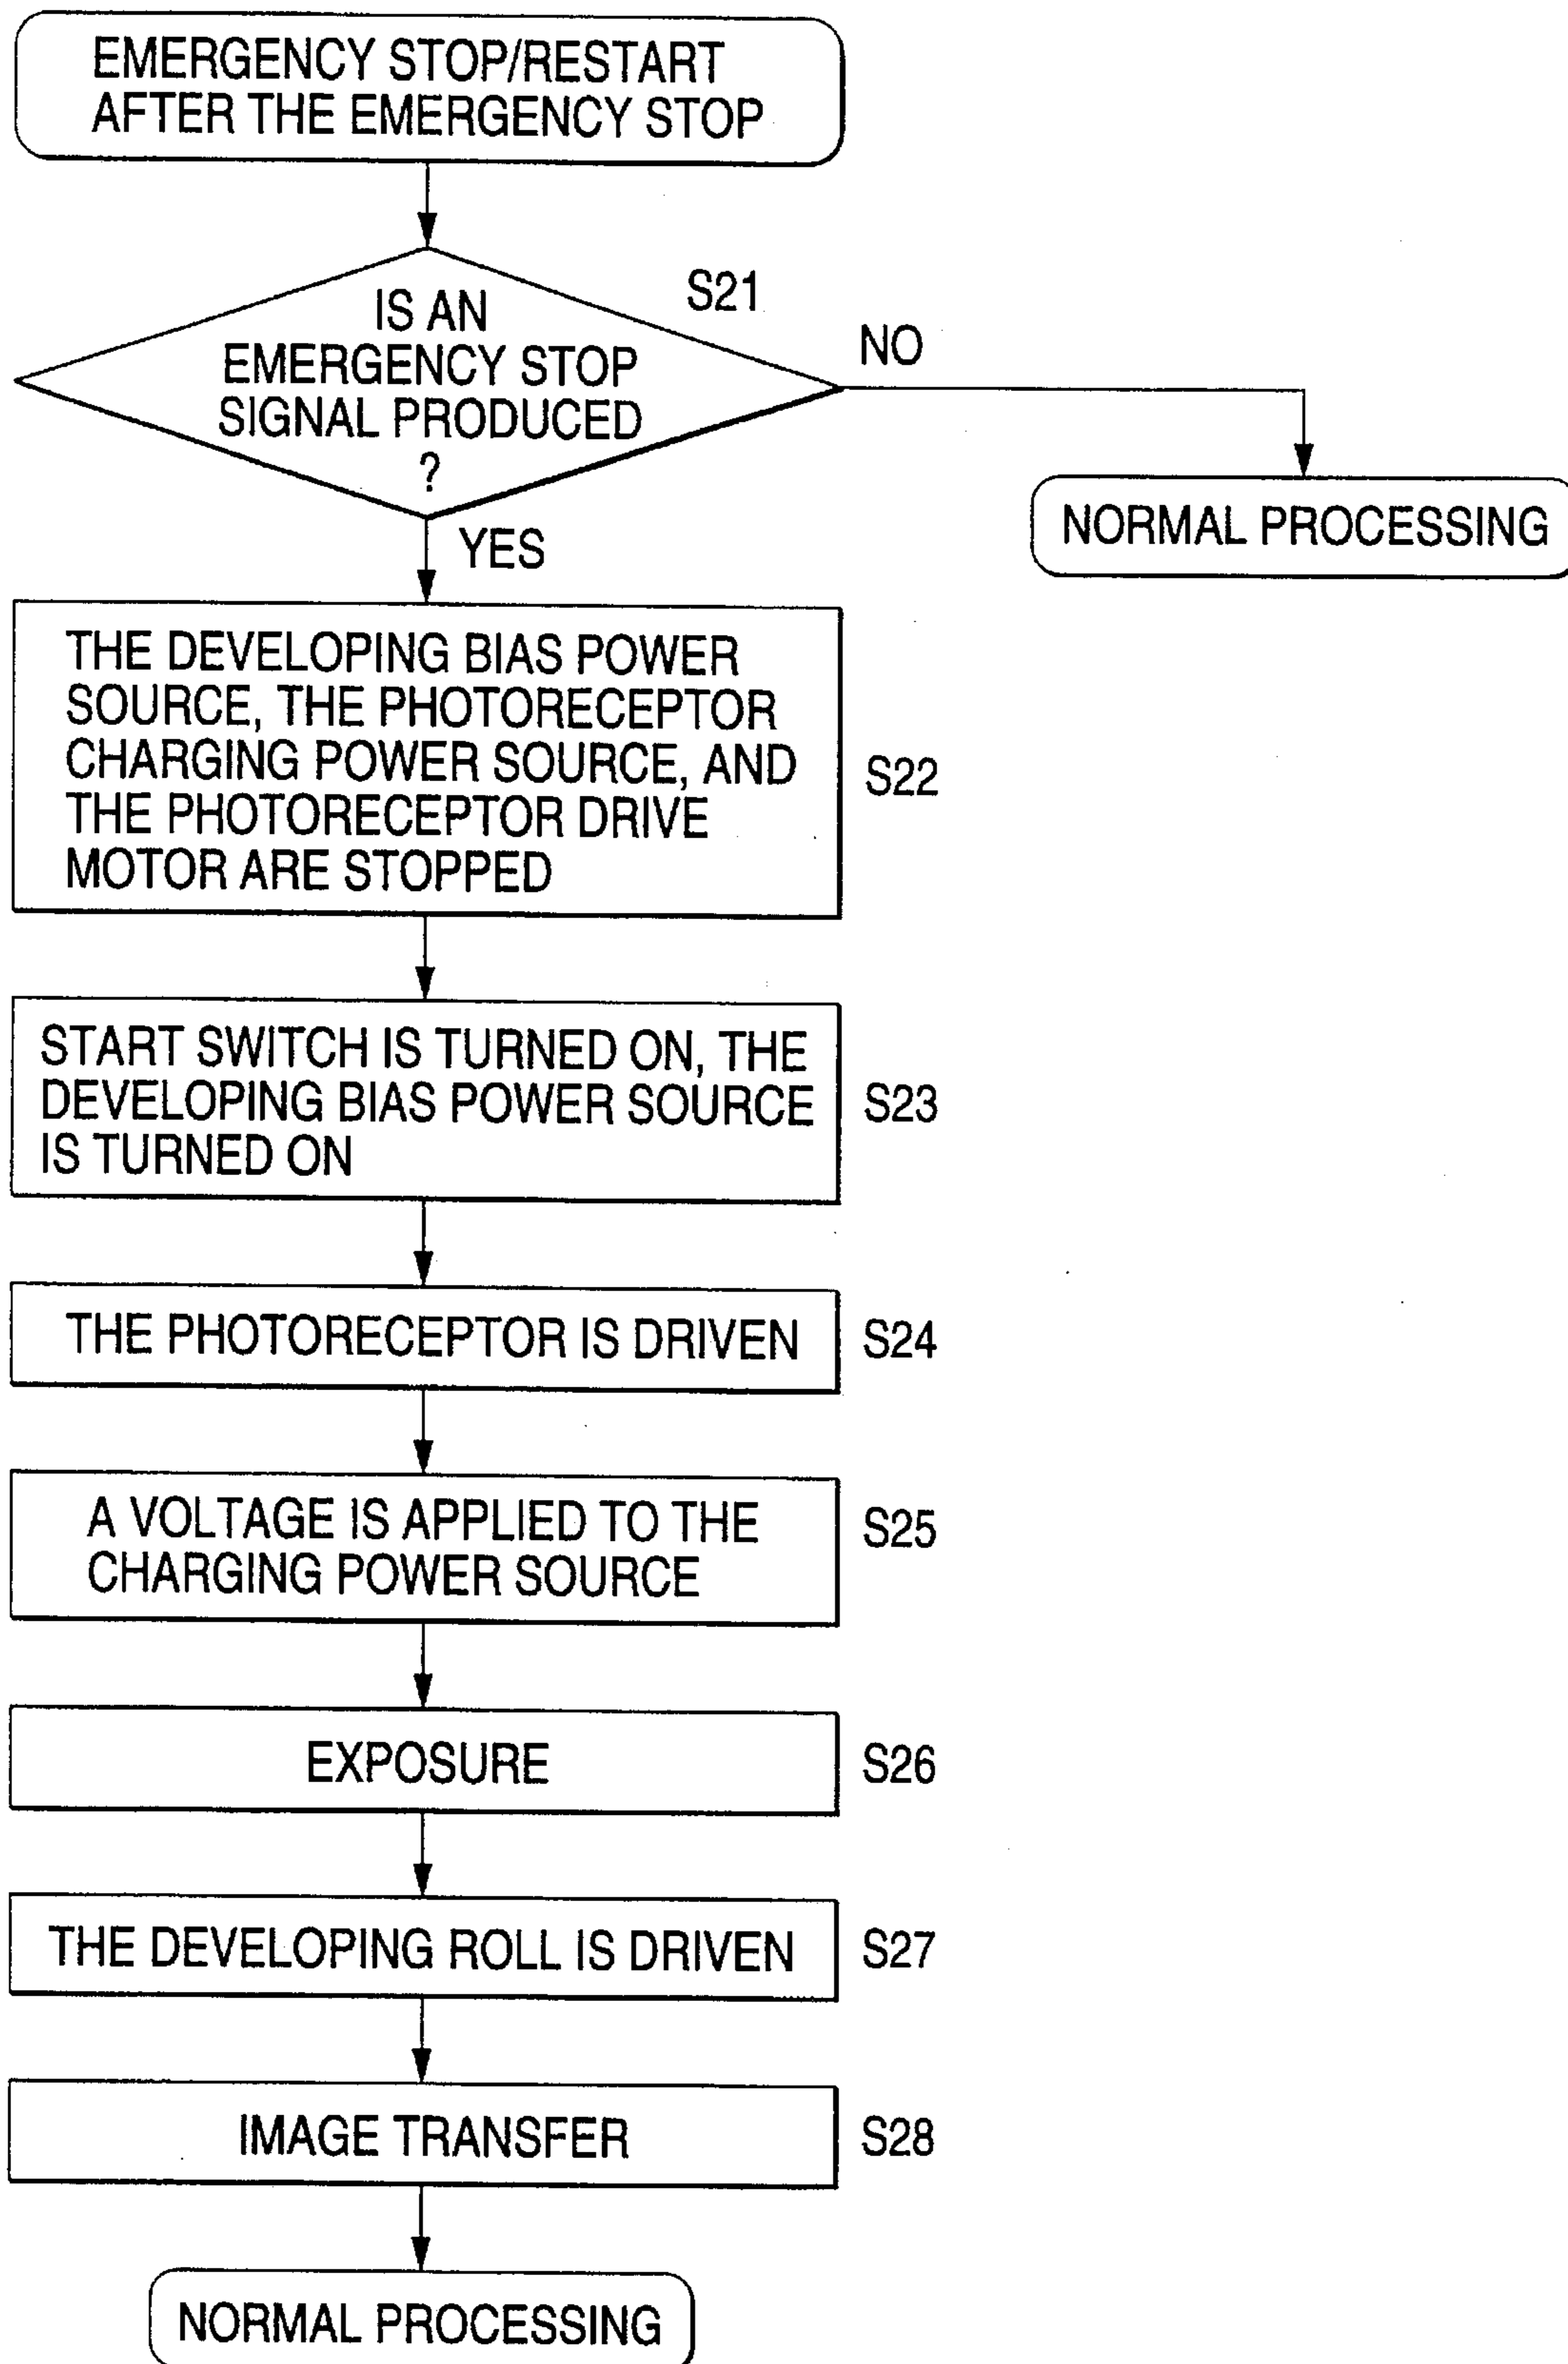 EMERGENCY STOP/RESTART
AFTER THE EMERGENCY STOP
S21
IS AN
EMERGENCY STOP
SIGNAL PRODUCED
?
NO
NORMAL PROCESSING
YES
THE DEVELOPING BIAS POWER
SOURCE, THE PHOTORECEPTOR
CHARGING POWER SOURCE, AND
THE PHOTORECEPTOR DRIVE
MOTOR ARE STOPPED
S22
START SWITCH IS TURNED ON, THE
DEVELOPING BIAS POWER SOURCE
IS TURNED ON
S23
THE PHOTORECEPTOR IS DRIVEN
S24
A VOLTAGE IS APPLIED TO THE
CHARGING POWER SOURCE
S25
EXPOSURE
S26
THE DEVELOPING ROLL IS DRIVEN
S27
IMAGE TRANSFER
S28
NORMAL PROCESSING